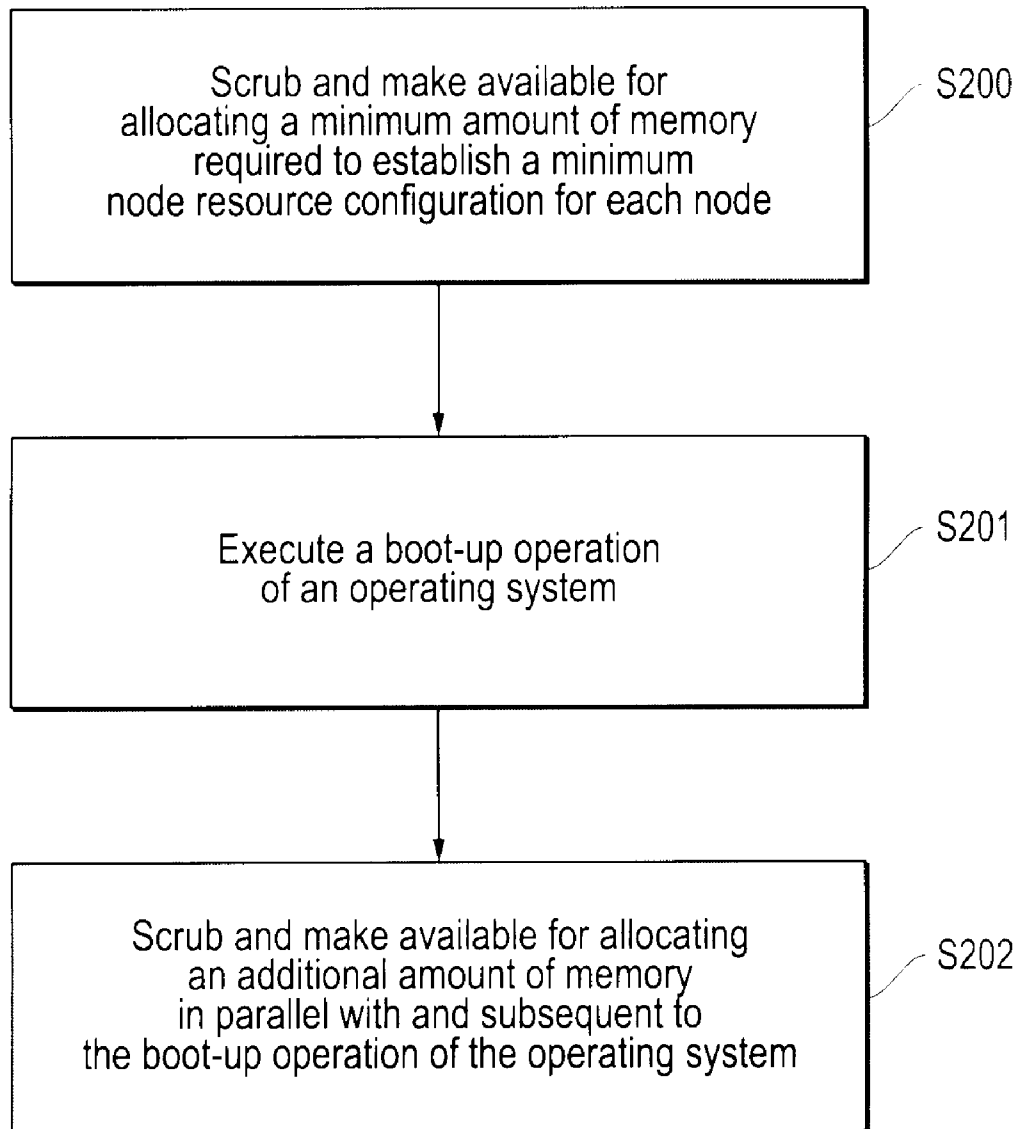 Scrub and make available for
allocating a minimum amount of memory
required to establish a minimum
node resource configuration for each node
S200
Execute a boot-up operation
of an operating system
S201
Scrub and make available for allocating
an additional amount of memory
in parallel with and subsequent to
the boot-up operation of the operating system
S202